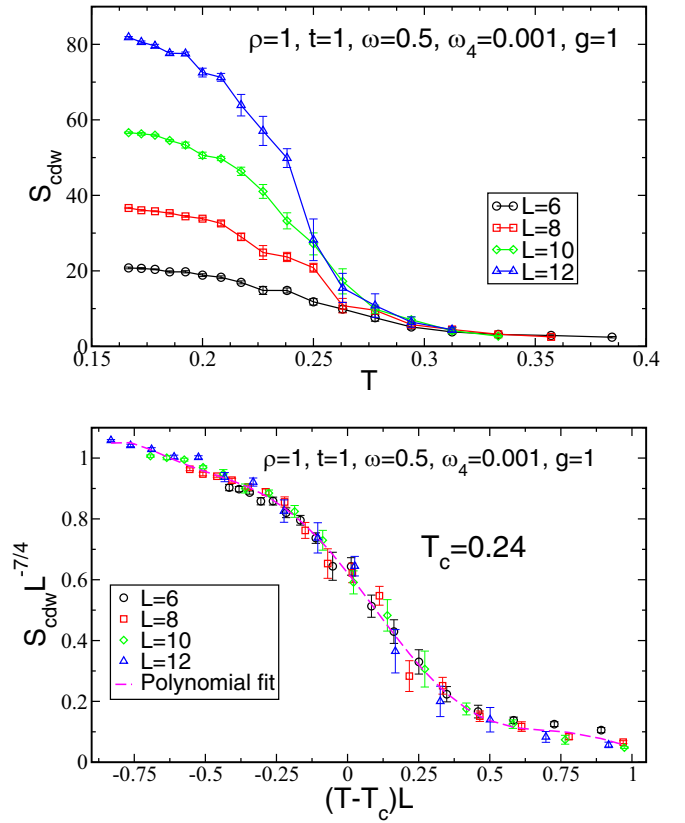 ρ=1, t=1, ω=0.5, ω₄=0.001, g=1
80
60
40
20
0
S_cdw
L=6
L=8
L=10
L=12
0.15 0.2 0.25 0.3 0.35 0.4
T
ρ=1, t=1, ω=0.5, ω₄=0.001, g=1
1
0.8
0.6
0.4
0.2
0
S_cdw L^{-7/4}
T_c=0.24
L=6
L=8
L=10
L=12
Polynomial fit
-0.75 -0.5 -0.25 0 0.25 0.5 0.75 1
(T-T_c)L